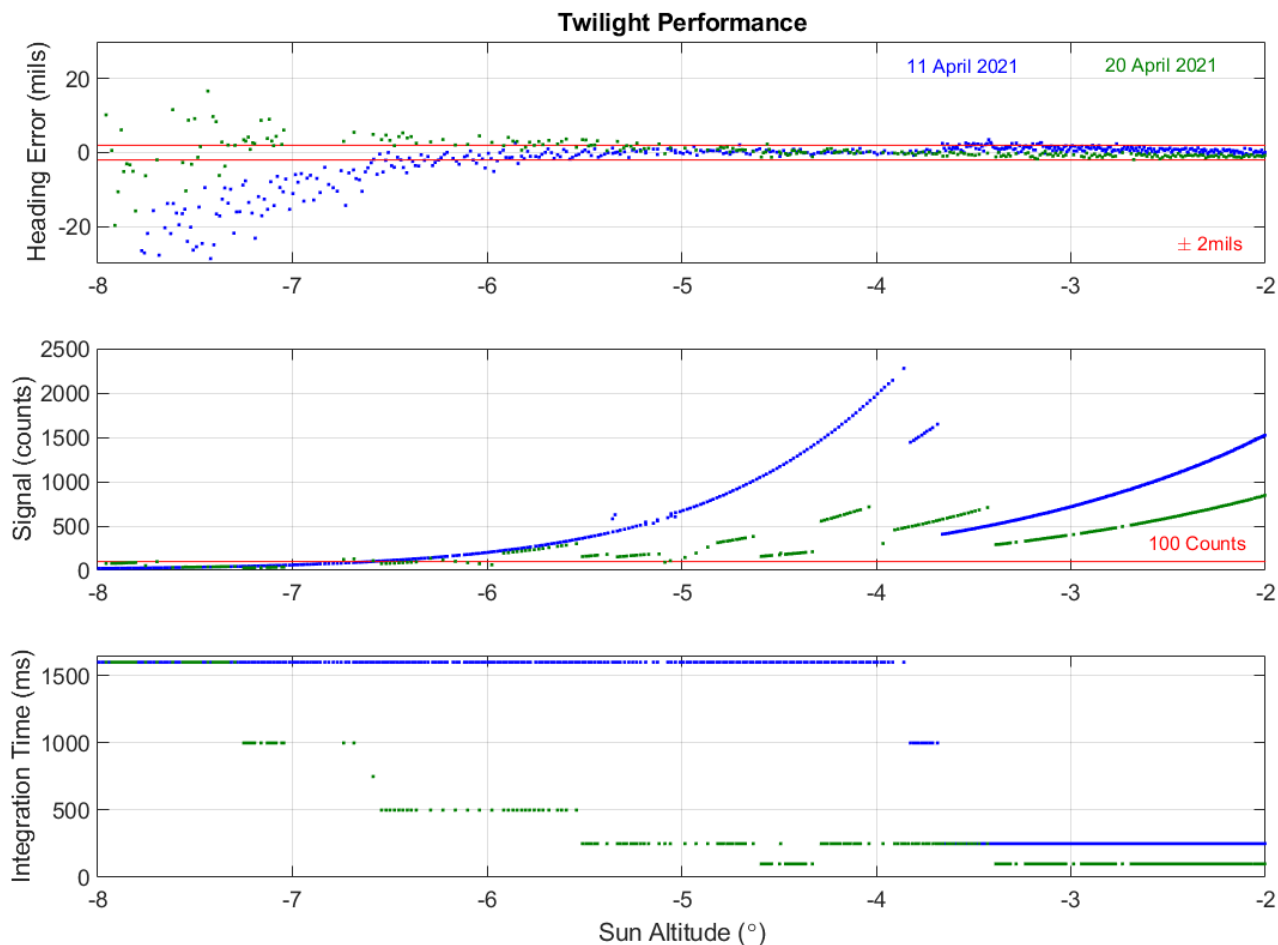 Twilight Performance
Heading Error (mils)
20
0
-20
11 April 2021
20 April 2021
± 2mils
-8 -7 -6 -5 -4 -3 -2
Signal (counts)
2500
2000
1500
1000
500
0
100 Counts
-8 -7 -6 -5 -4 -3 -2
Integration Time (ms)
1500
1000
500
0
-8 -7 -6 -5 -4 -3 -2
Sun Altitude (°)